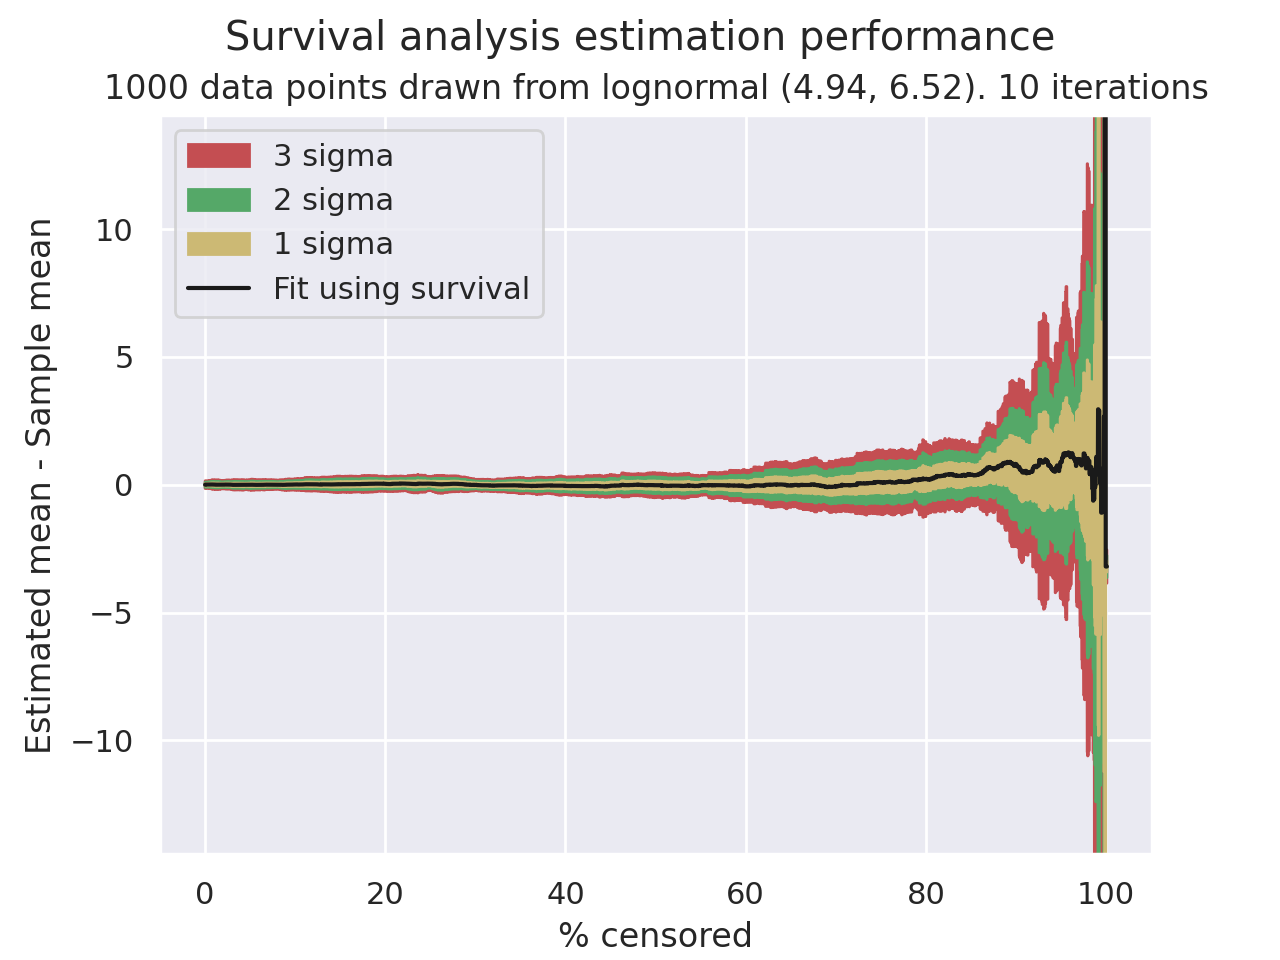 Survival analysis estimation performance
1000 data points drawn from lognormal (4.94, 6.52). 10 iterations
3 sigma
2 sigma
1 sigma
Fit using survival
Estimated mean - Sample mean
10
5
0
−5
−10
0 20 40 60 80 100
% censored